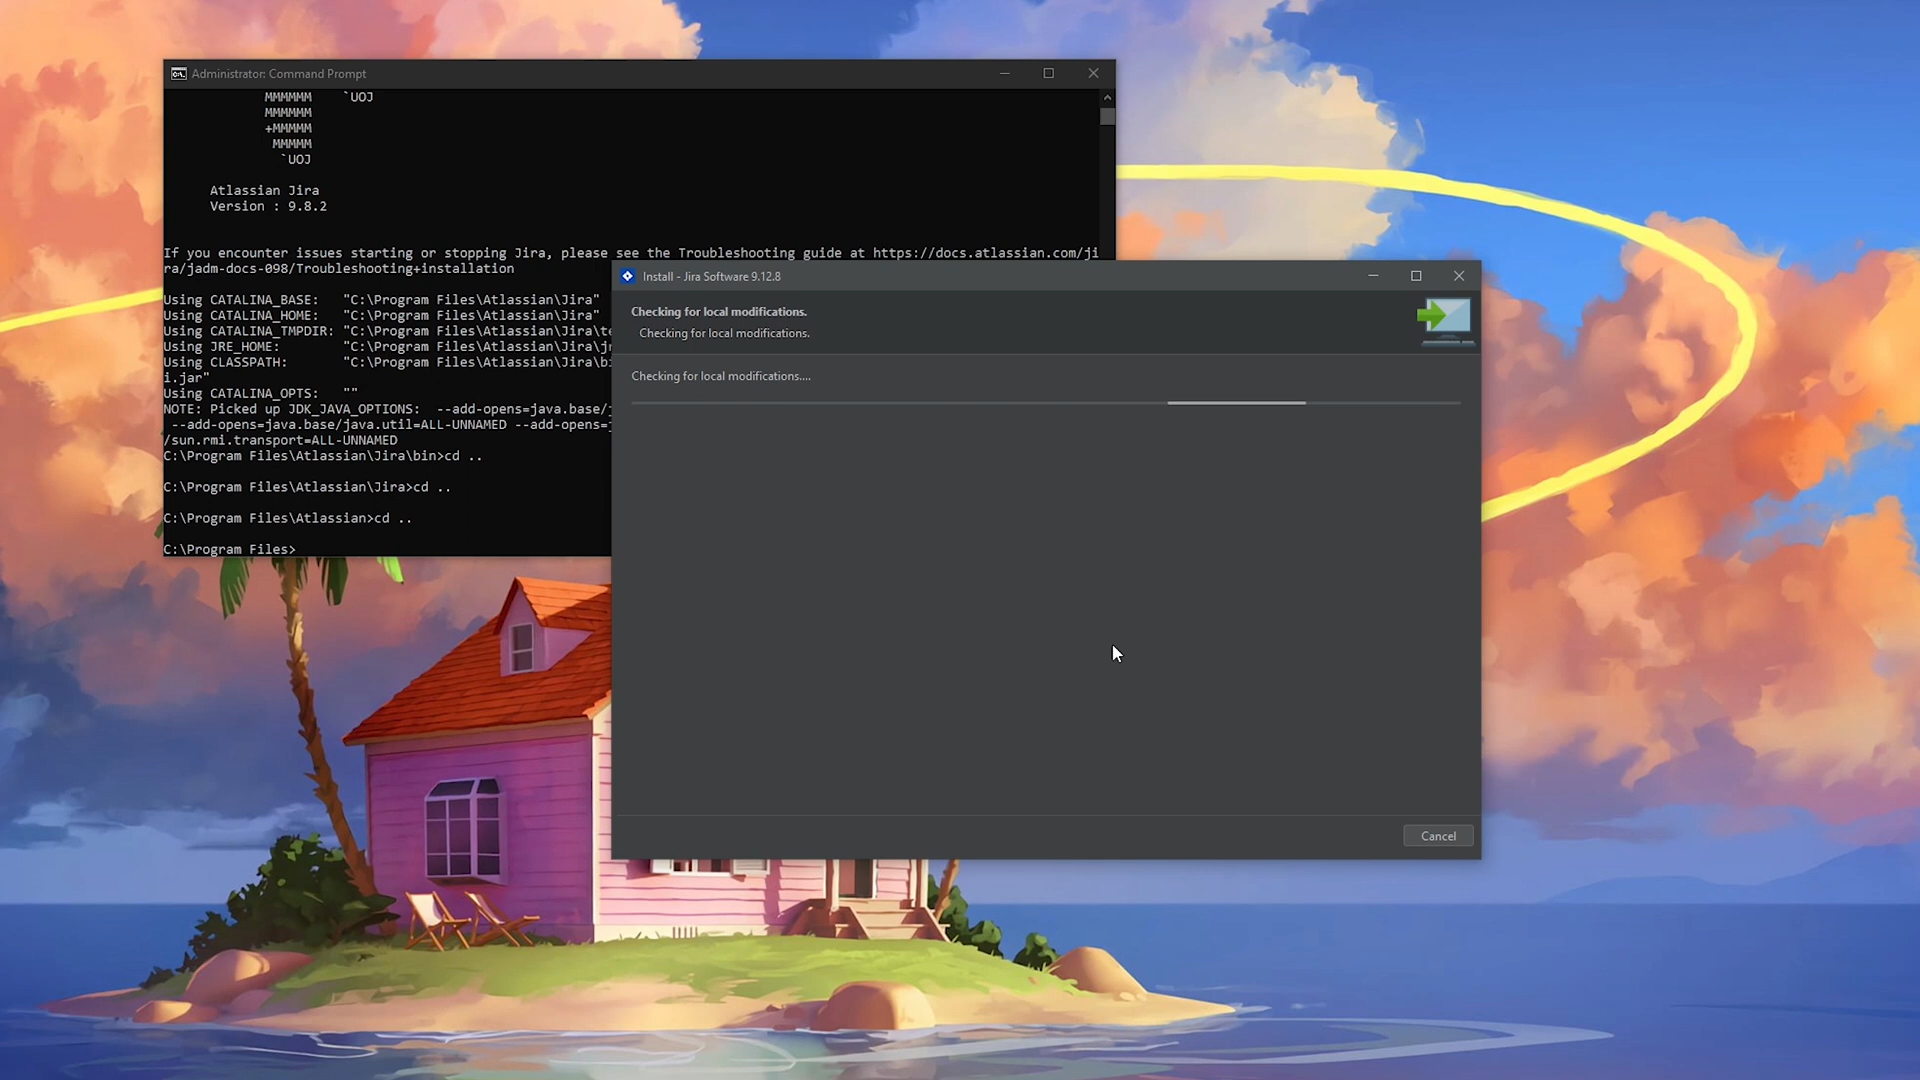 Administrator: Command Prompt
MMMMMM    `UOJ
MMMMMM
+MMMMM
MMMMM
`UOJ
Atlassian Jira
Version : 9.8.2
If you encounter issues starting or stopping Jira, please see the Troubleshooting guide at https://docs.atlassian.com/ji
ra/jadm-docs-098/Troubleshooting+installation
Using CATALINA_BASE:   "C:\Program Files\Atlassian\Jira"
Using CATALINA_HOME:   "C:\Program Files\Atlassian\Jira"
Using CATALINA_TMPDIR: "C:\Program Files\Atlassian\Jira\te
Using JRE_HOME:        "C:\Program Files\Atlassian\Jira\jr
Using CLASSPATH:       "C:\Program Files\Atlassian\Jira\bi
i.jar"
Using CATALINA_OPTS:   ""
NOTE: Picked up JDK_JAVA_OPTIONS:  --add-opens=java.base/j
--add-opens=java.base/java.util=ALL-UNNAMED --add-opens=j
/sun.rmi.transport=ALL-UNNAMED
C:\Program Files\Atlassian\Jira\bin>cd ..
C:\Program Files\Atlassian\Jira>cd ..
C:\Program Files\Atlassian>cd ..
C:\Program Files>
Install - Jira Software 9.12.8
Checking for local modifications.
Checking for local modifications.
Checking for local modifications....
Cancel